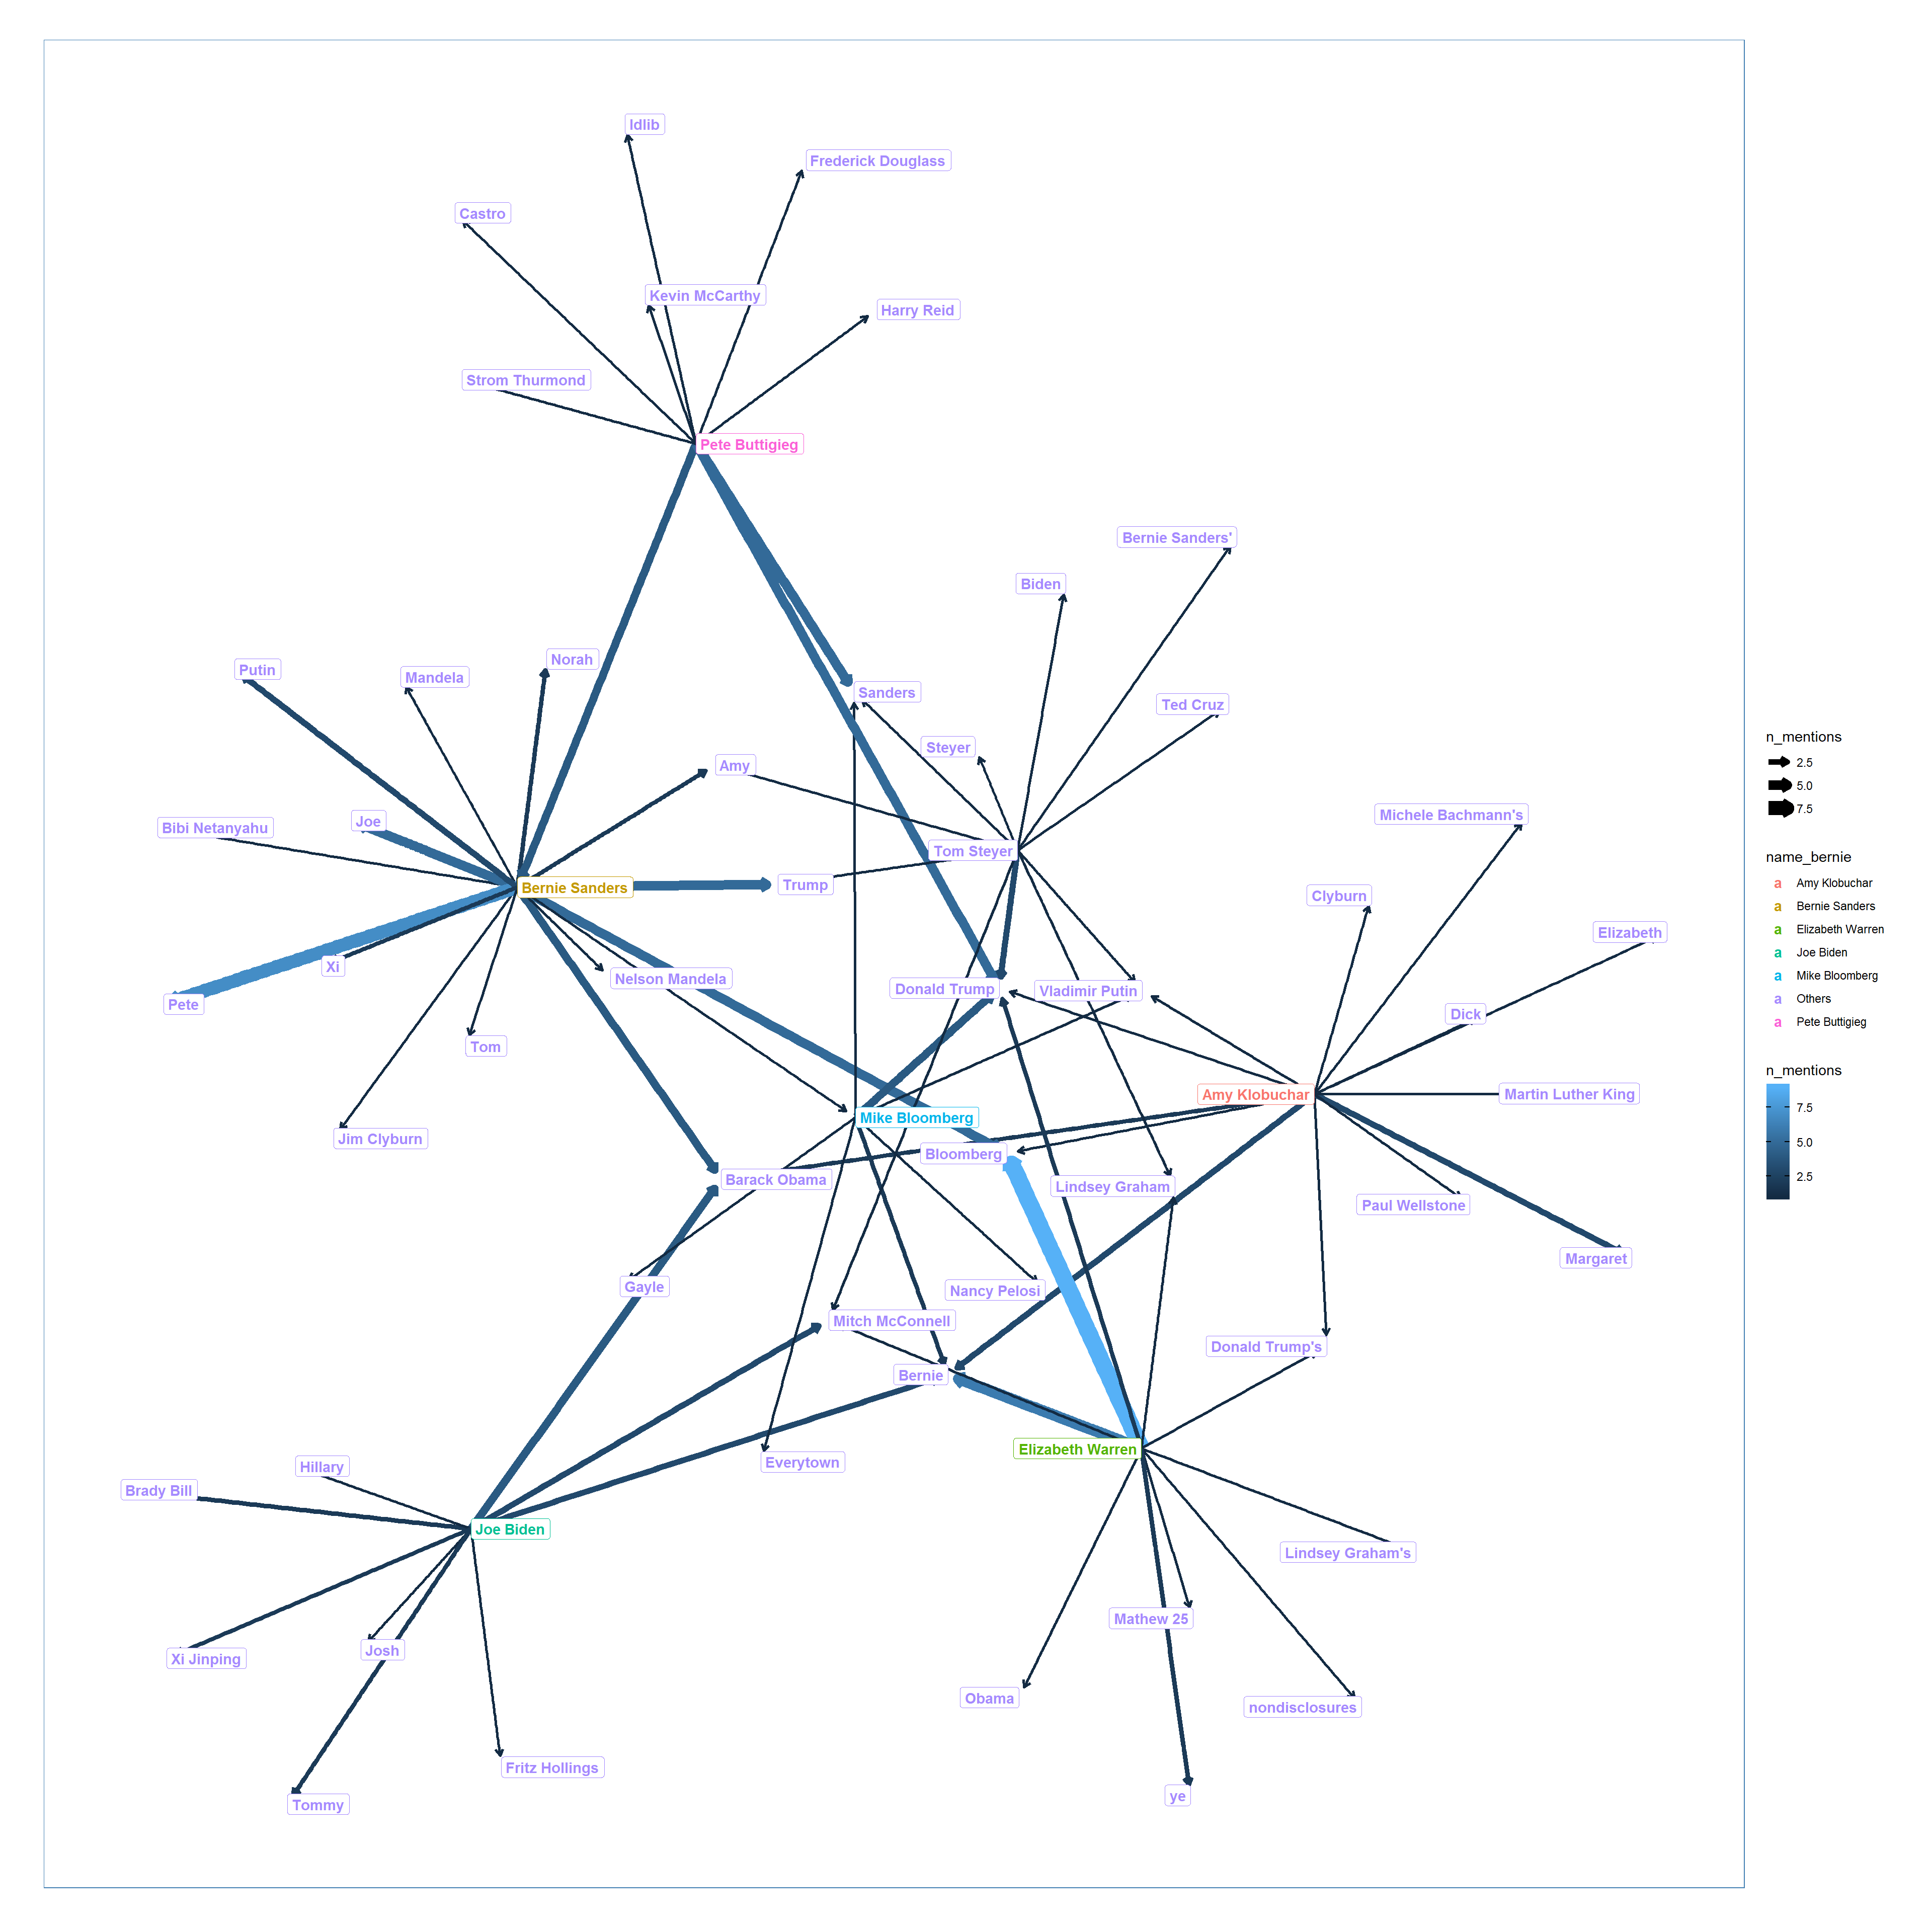 Idlib
Frederick Douglass
Castro
Kevin McCarthy
Harry Reid
Strom Thurmond
Pete Buttigieg
Bernie Sanders'
Biden
Norah
Putin
Mandela
Sanders
Ted Cruz
Steyer
Amy
Michele Bachmann's
Joe
Bibi Netanyahu
Tom Steyer
Trump
Bernie Sanders
Clyburn
Elizabeth
Xi
Nelson Mandela
Donald Trump
Vladimir Putin
Pete
Dick
Tom
Amy Klobuchar
Martin Luther King
Mike Bloomberg
Jim Clyburn
Bloomberg
Barack Obama
Lindsey Graham
Paul Wellstone
Margaret
Gayle
Nancy Pelosi
Mitch McConnell
Donald Trump's
Bernie
Elizabeth Warren
Everytown
Hillary
Brady Bill
Joe Biden
Lindsey Graham's
Mathew 25
Josh
Xi Jinping
Obama
nondisclosures
Fritz Hollings
ye
Tommy
n_mentions
2.5
5.0
7.5
name_bernie
a Amy Klobuchar
a Bernie Sanders
a Elizabeth Warren
a Joe Biden
a Mike Bloomberg
a Others
a Pete Buttigieg
n_mentions
7.5
5.0
2.5